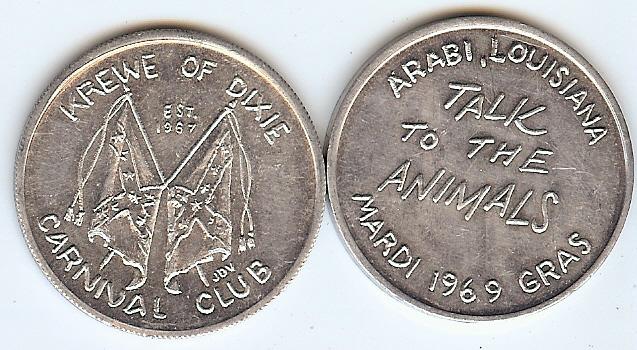 KREWE OF DIXIE
EST.
1967
JDV
CARNIVAL CLUB
ARABI, LOUISIANA
TALK
TO THE
ANIMALS
MARDI 1969 GRAS